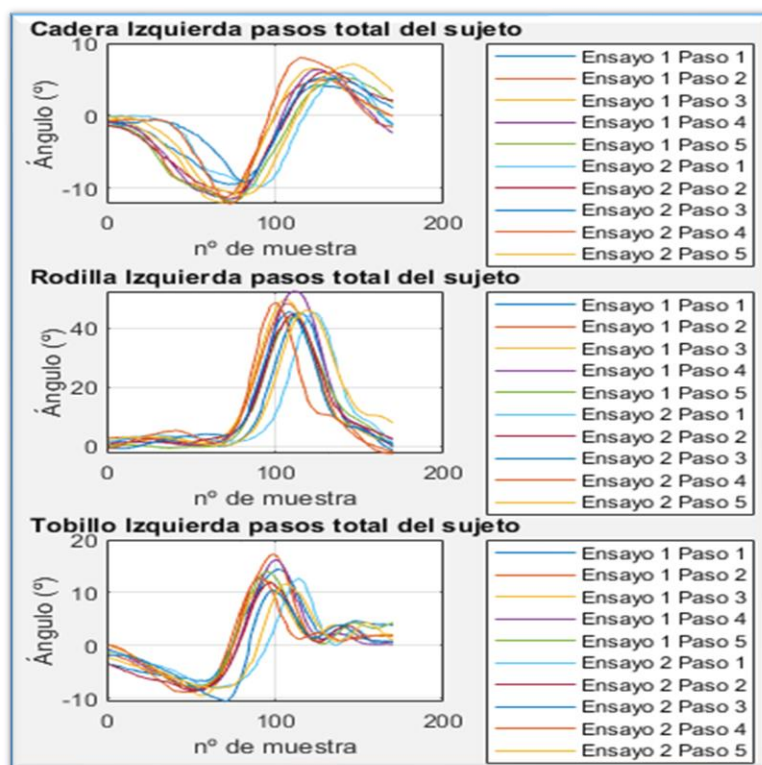 Cadera Izquierda pasos total del sujeto
10
0
-10
Ángulo (º)
0
100
200
nº de muestra
Ensayo 1 Paso 1
Ensayo 1 Paso 2
Ensayo 1 Paso 3
Ensayo 1 Paso 4
Ensayo 1 Paso 5
Ensayo 2 Paso 1
Ensayo 2 Paso 2
Ensayo 2 Paso 3
Ensayo 2 Paso 4
Ensayo 2 Paso 5
Rodilla Izquierda pasos total del sujeto
40
20
0
Ángulo (º)
0
100
200
nº de muestra
Ensayo 1 Paso 1
Ensayo 1 Paso 2
Ensayo 1 Paso 3
Ensayo 1 Paso 4
Ensayo 1 Paso 5
Ensayo 2 Paso 1
Ensayo 2 Paso 2
Ensayo 2 Paso 3
Ensayo 2 Paso 4
Ensayo 2 Paso 5
Tobillo Izquierda pasos total del sujeto
20
10
0
-10
Ángulo (º)
0
100
200
nº de muestra
Ensayo 1 Paso 1
Ensayo 1 Paso 2
Ensayo 1 Paso 3
Ensayo 1 Paso 4
Ensayo 1 Paso 5
Ensayo 2 Paso 1
Ensayo 2 Paso 2
Ensayo 2 Paso 3
Ensayo 2 Paso 4
Ensayo 2 Paso 5